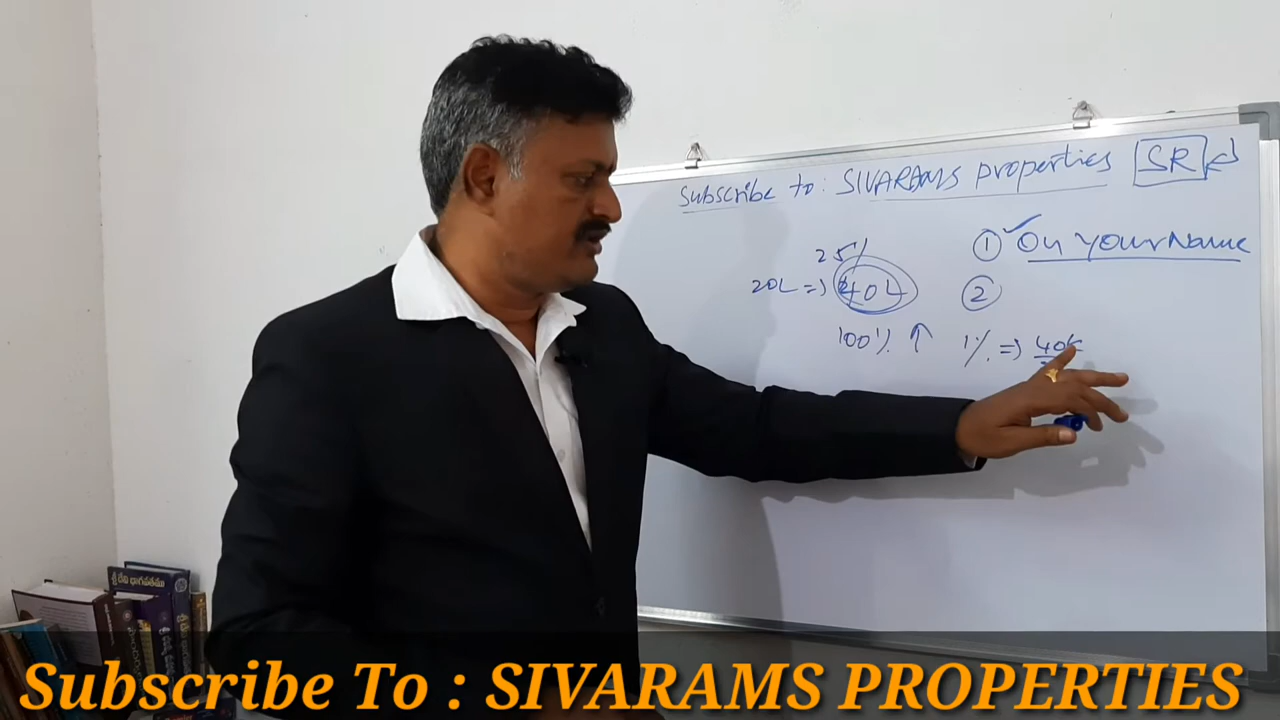 Subscribe to: SIVARAMS properties SR
① ✓ On Your Name
25%
20L => 40L
②
100% ↑ 1% => 40K
శ్రీ దేవీ భాగవతము
Subscribe To : SIVARAMS PROPERTIES